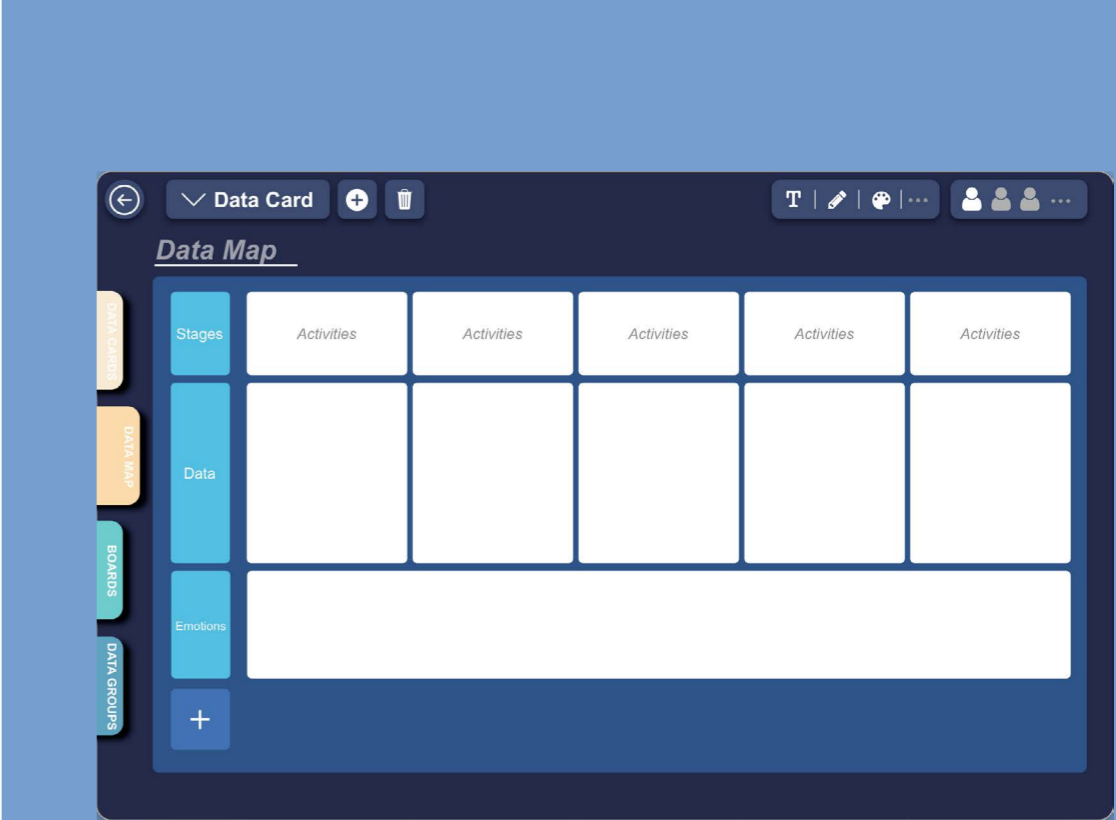 Data Card
T
Data Map
DATA CARDS
DATA MAP
BOARDS
DATA GROUPS
Stages
Activities
Activities
Activities
Activities
Activities
Data
Emotions